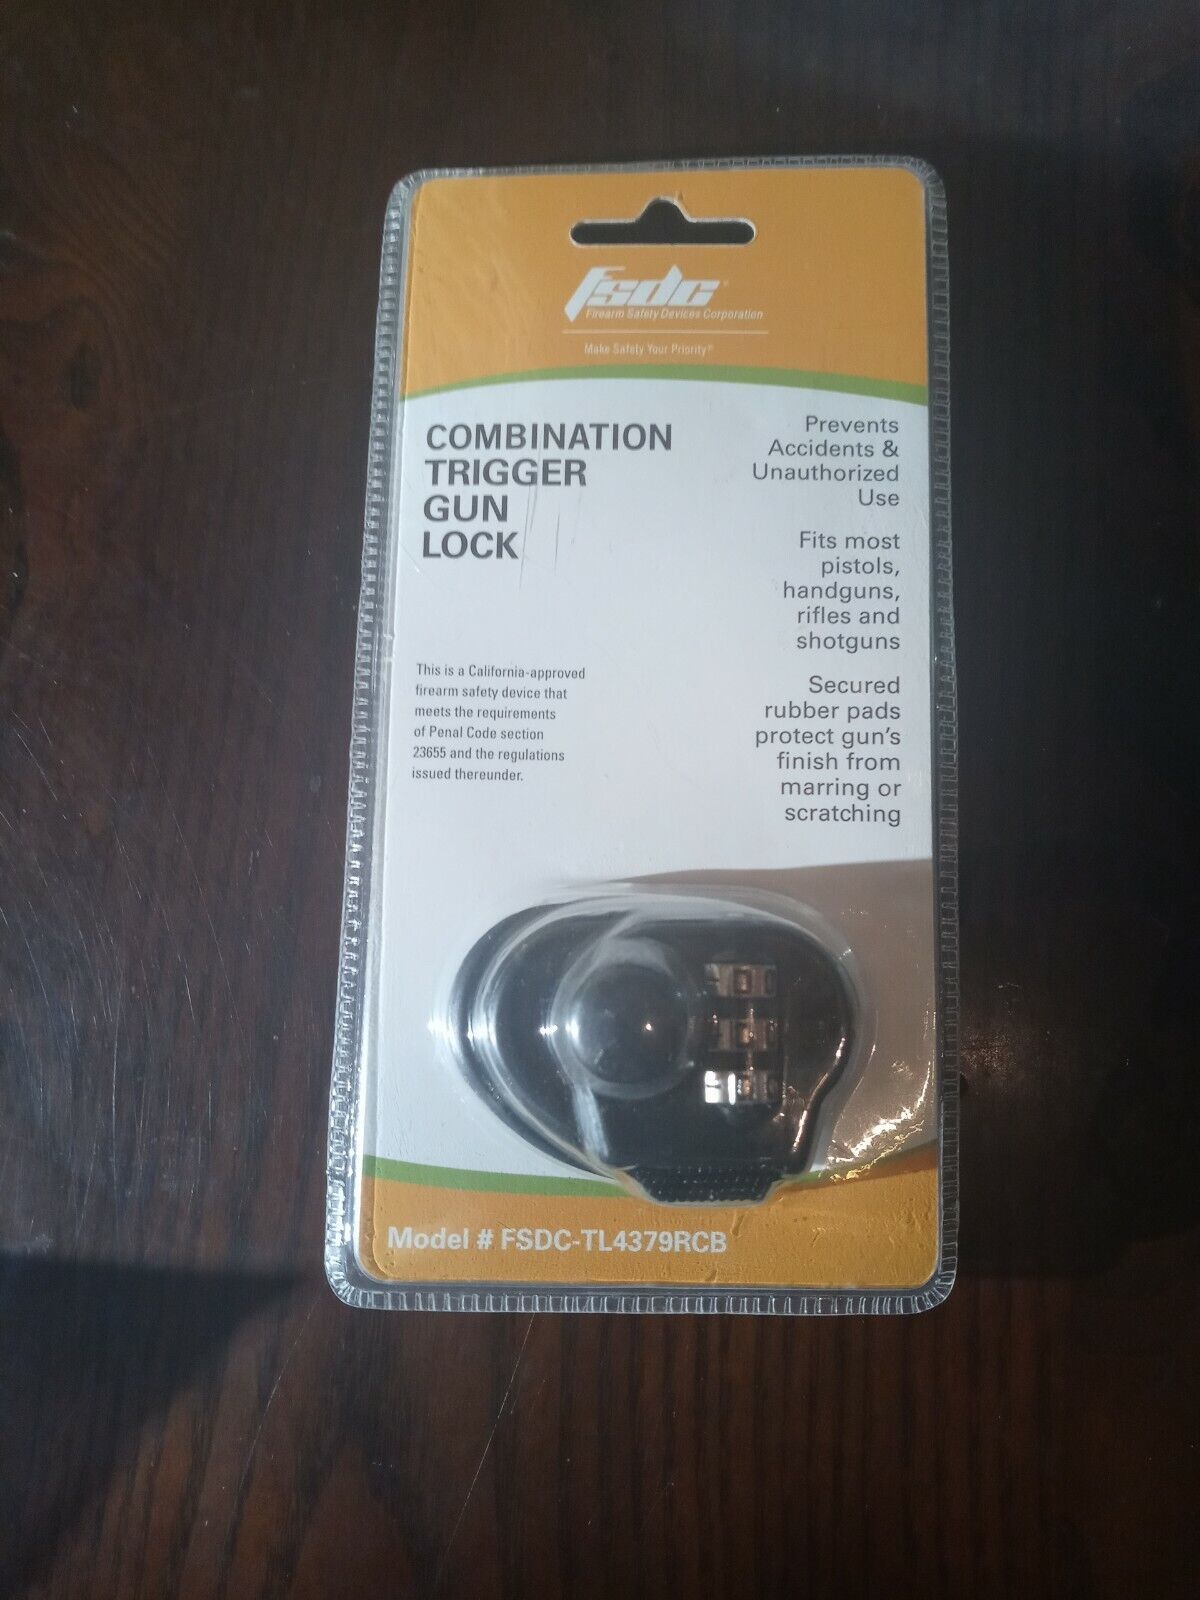 fsdc
Firearm Safety Devices Corporation
Make Safety Your Priority®
COMBINATION
TRIGGER
GUN
LOCK
Prevents
Accidents &
Unauthorized
Use
Fits most
pistols,
handguns,
rifles and
shotguns
Secured
rubber pads
protect gun's
finish from
marring or
scratching
This is a California-approved
firearm safety device that
meets the requirements
of Penal Code section
23655 and the regulations
issued thereunder.
0
0
0
Model # FSDC-TL4379RCB